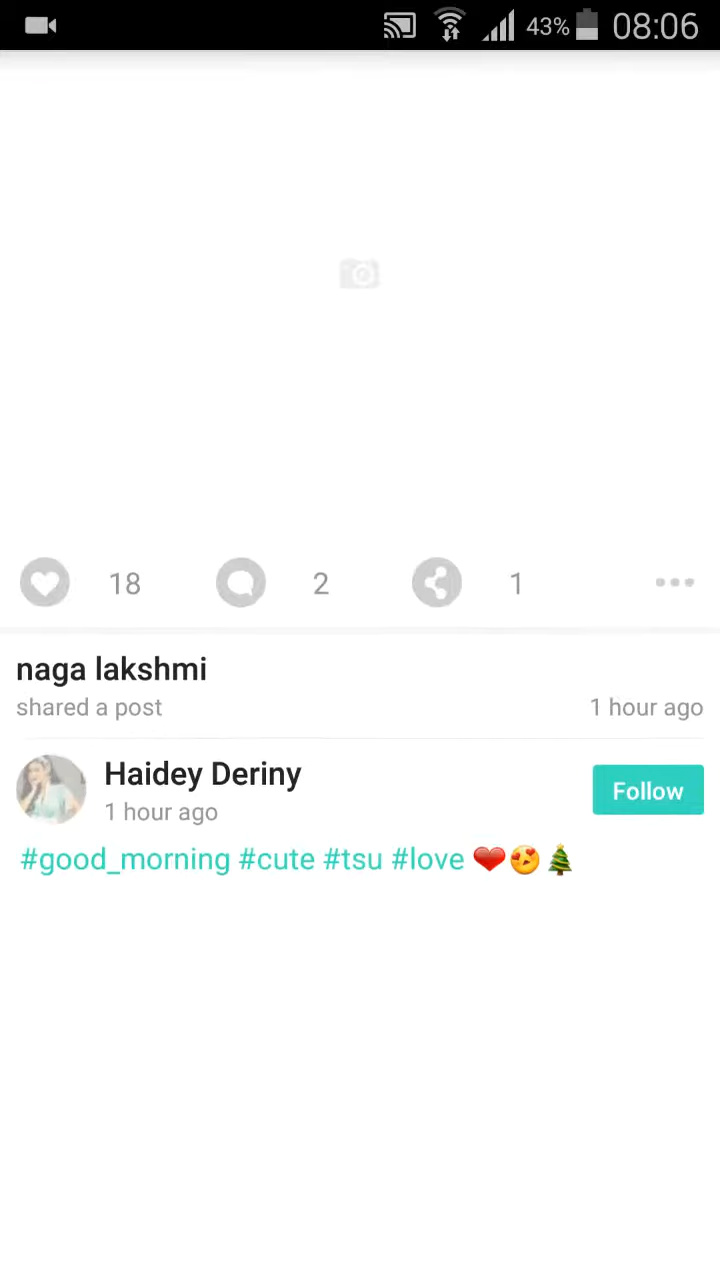 43% 08:06
18 2 1
naga lakshmi
shared a post 1 hour ago
Haidey Deriny
1 hour ago
Follow
#good_morning #cute #tsu #love ❤️😍🎄